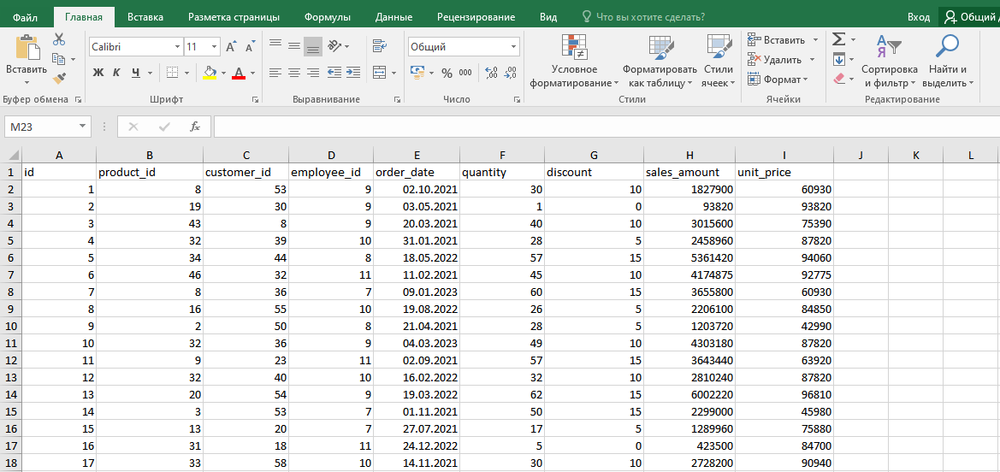 Файл Главная Вставка Разметка страницы Формулы Данные Рецензирование Вид Что вы хотите сделать? Вход Общий
Вставить Calibri 11 Общий Условное форматирование Форматировать как таблицу Стили ячеек Вставить Удалить Формат Сортировка и фильтр Найти и выделить
Ж К Ч % 000
Буфер обмена Шрифт Выравнивание Число Стили Ячейки Редактирование
M23 fx
A B C D E F G H I J K L
1 id product_id customer_id employee_id order_date quantity discount sales_amount unit_price
2 1 8 53 9 02.10.2021 30 10 1827900 60930
3 2 19 30 9 03.05.2021 1 0 93820 93820
4 3 43 8 9 20.03.2021 40 10 3015600 75390
5 4 32 39 10 31.01.2021 28 5 2458960 87820
6 5 34 44 8 18.05.2022 57 15 5361420 94060
7 6 46 32 11 11.02.2021 45 10 4174875 92775
8 7 8 36 7 09.01.2023 60 15 3655800 60930
9 8 16 55 10 19.08.2022 26 5 2206100 84850
10 9 2 50 8 21.04.2021 28 5 1203720 42990
11 10 32 36 9 04.03.2023 49 10 4303180 87820
12 11 9 23 11 02.09.2021 57 15 3643440 63920
13 12 32 40 10 16.02.2022 32 10 2810240 87820
14 13 20 54 9 19.03.2022 62 15 6002220 96810
15 14 3 53 7 01.11.2021 50 15 2299000 45980
16 15 13 20 7 27.07.2021 17 5 1289960 75880
17 16 31 18 11 24.12.2022 5 0 423500 84700
18 17 33 58 10 14.11.2021 30 10 2728200 90940